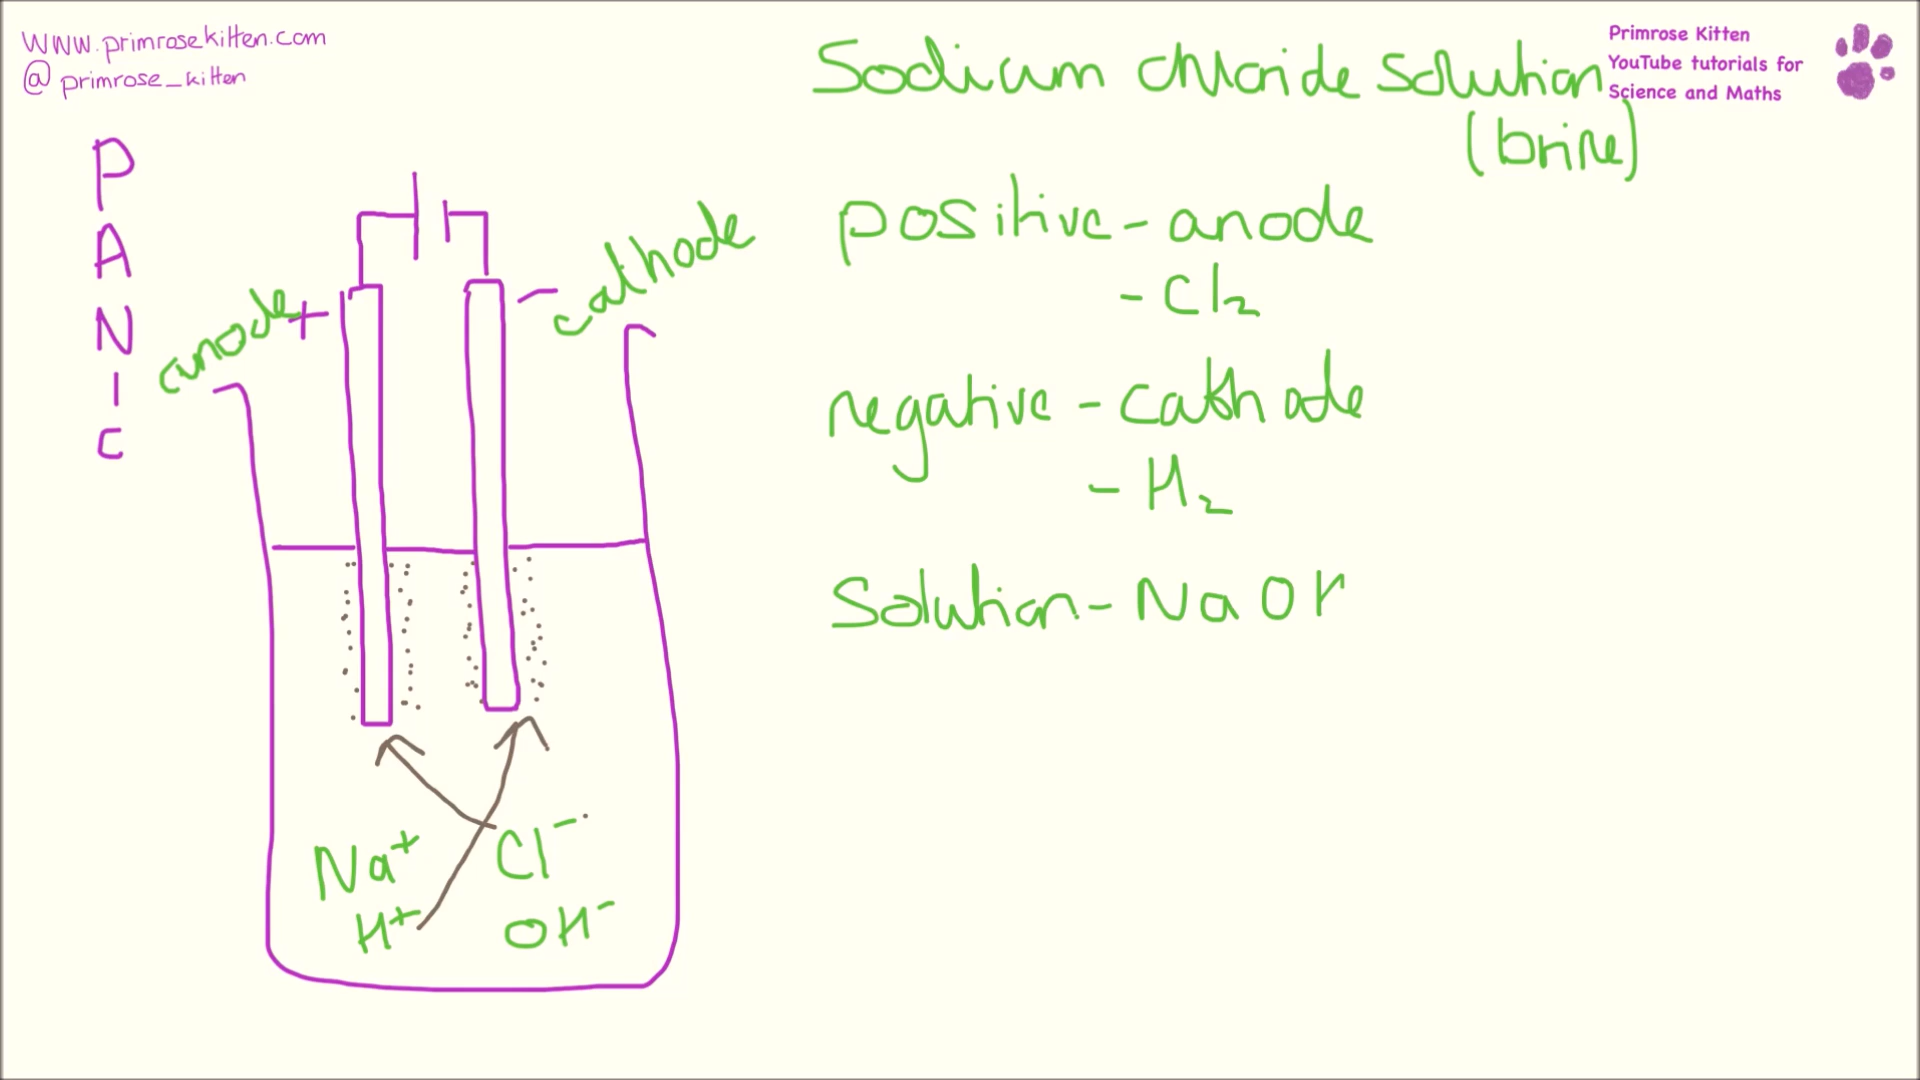 www.primrosekitten.com
@primrose_kitten
Primrose Kitten
YouTube tutorials for
Science and Maths
Sodium chloride solution
(brine)
P
A
N
I
C
anode +
- cathode
positive - anode
- Cl₂
negative - cathode
- H₂
Solution - NaO
Na⁺ Cl⁻
H⁺ OH⁻